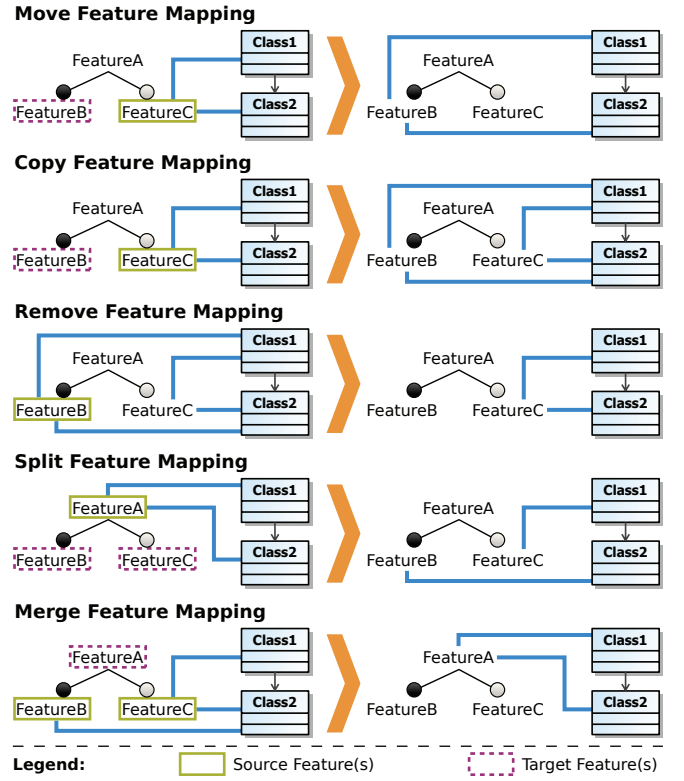 Move Feature Mapping
FeatureA
FeatureB
FeatureC
Class1
Class2
FeatureA
FeatureB
FeatureC
Class1
Class2
Copy Feature Mapping
FeatureA
FeatureB
FeatureC
Class1
Class2
FeatureA
FeatureB
FeatureC
Class1
Class2
Remove Feature Mapping
FeatureA
FeatureB
FeatureC
Class1
Class2
FeatureA
FeatureB
FeatureC
Class1
Class2
Split Feature Mapping
FeatureA
FeatureB
FeatureC
Class1
Class2
FeatureA
FeatureB
FeatureC
Class1
Class2
Merge Feature Mapping
FeatureA
FeatureB
FeatureC
Class1
Class2
FeatureA
FeatureB
FeatureC
Class1
Class2
Legend: Source Feature(s) Target Feature(s)